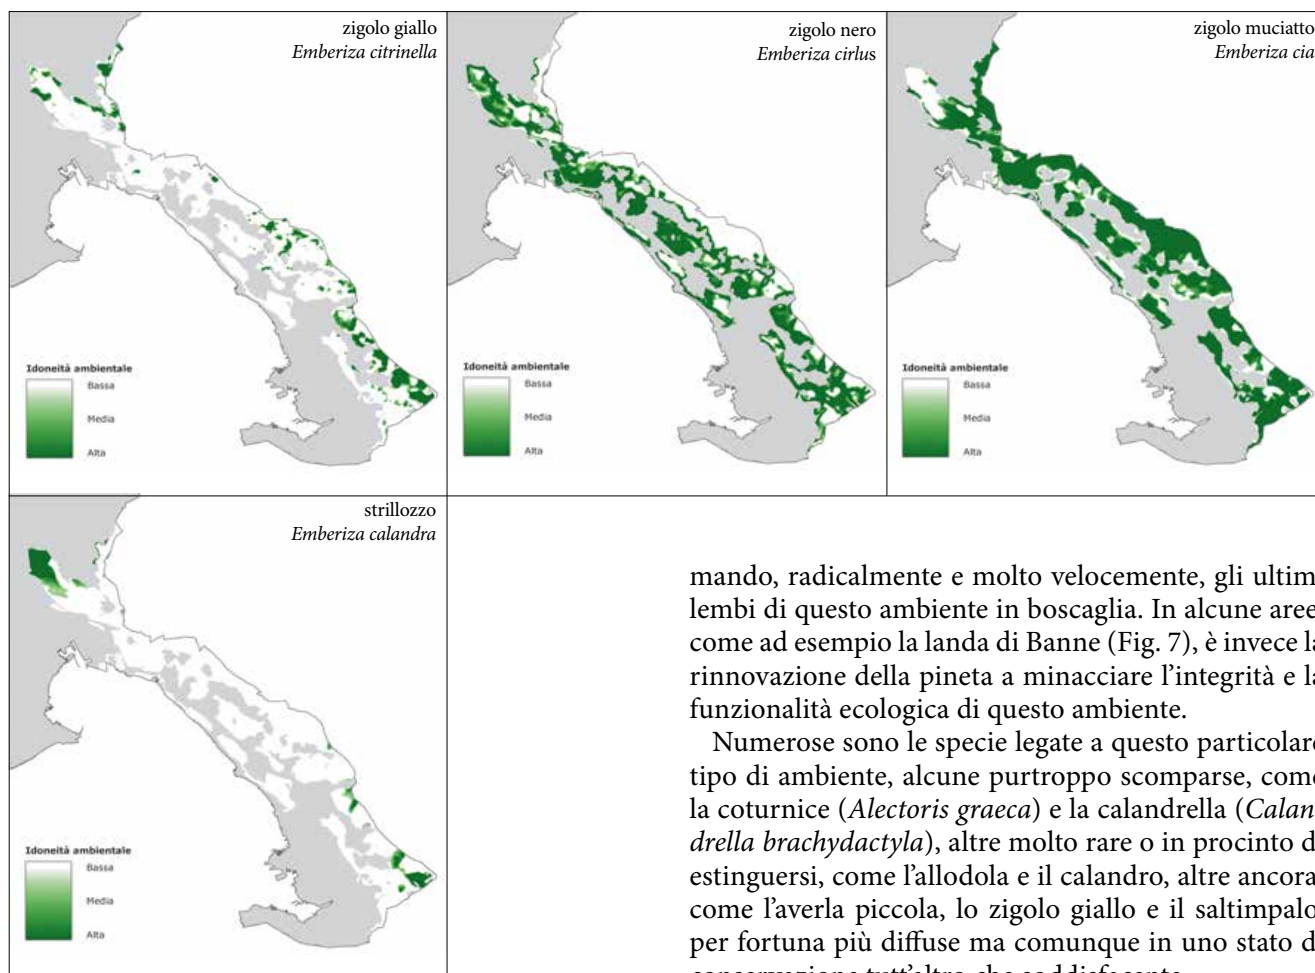 zigolo giallo
Emberiza citrinella
Idoneità ambientale
Bassa
Media
Alta
zigolo nero
Emberiza cirlus
Idoneità ambientale
Bassa
Media
Alta
zigolo muciatto
Emberiza cia
Idoneità ambientale
Bassa
Media
Alta
strillozzo
Emberiza calandra
Idoneità ambientale
Bassa
Media
Alta
mando, radicalmente e molto velocemente, gli ultim
lembi di questo ambiente in boscaglia. In alcune aree
come ad esempio la landa di Banne (Fig. 7), è invece la
rinnovazione della pineta a minacciare l'integrità e la
funzionalità ecologica di questo ambiente.
Numerose sono le specie legate a questo particolare
tipo di ambiente, alcune purtroppo scomparse, come
la coturnice (Alectoris graeca) e la calandrella (Calan
drella brachydactyla), altre molto rare o in procinto d
estinguersi, come l'allodola e il calandro, altre ancora
come l'averla piccola, lo zigolo giallo e il saltimpalo
per fortuna più diffuse ma comunque in uno stato d